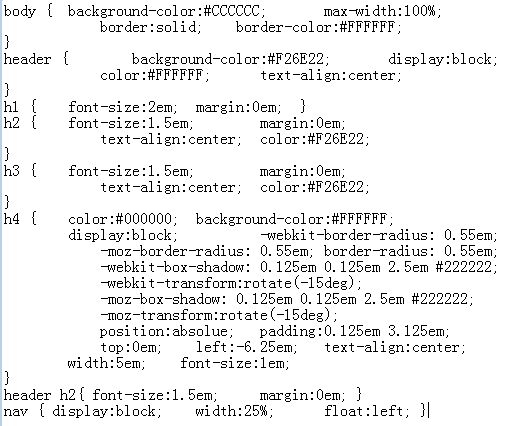 body { background-color:#CCCCCC; max-width:100%;
border:solid; border-color:#FFFFFF;
}
header { background-color:#F26E22; display:block;
color:#FFFFFF; text-align:center;
}
h1 { font-size:2em; margin:0em; }
h2 { font-size:1.5em; margin:0em;
text-align:center; color:#F26E22;
}
h3 { font-size:1.5em; margin:0em;
text-align:center; color:#F26E22;
}
h4 { color:#000000; background-color:#FFFFFF;
display:block; -webkit-border-radius: 0.55em;
-moz-border-radius: 0.55em; border-radius: 0.55em;
-webkit-box-shadow: 0.125em 0.125em 2.5em #222222;
-webkit-transform:rotate(-15deg);
-moz-box-shadow: 0.125em 0.125em 2.5em #222222;
-moz-transform:rotate(-15deg);
position:absolue; padding:0.125em 3.125em;
top:0em; left:-6.25em; text-align:center;
width:5em; font-size:1em;
}
header h2{ font-size:1.5em; margin:0em; }
nav { display:block; width:25%; float:left; }